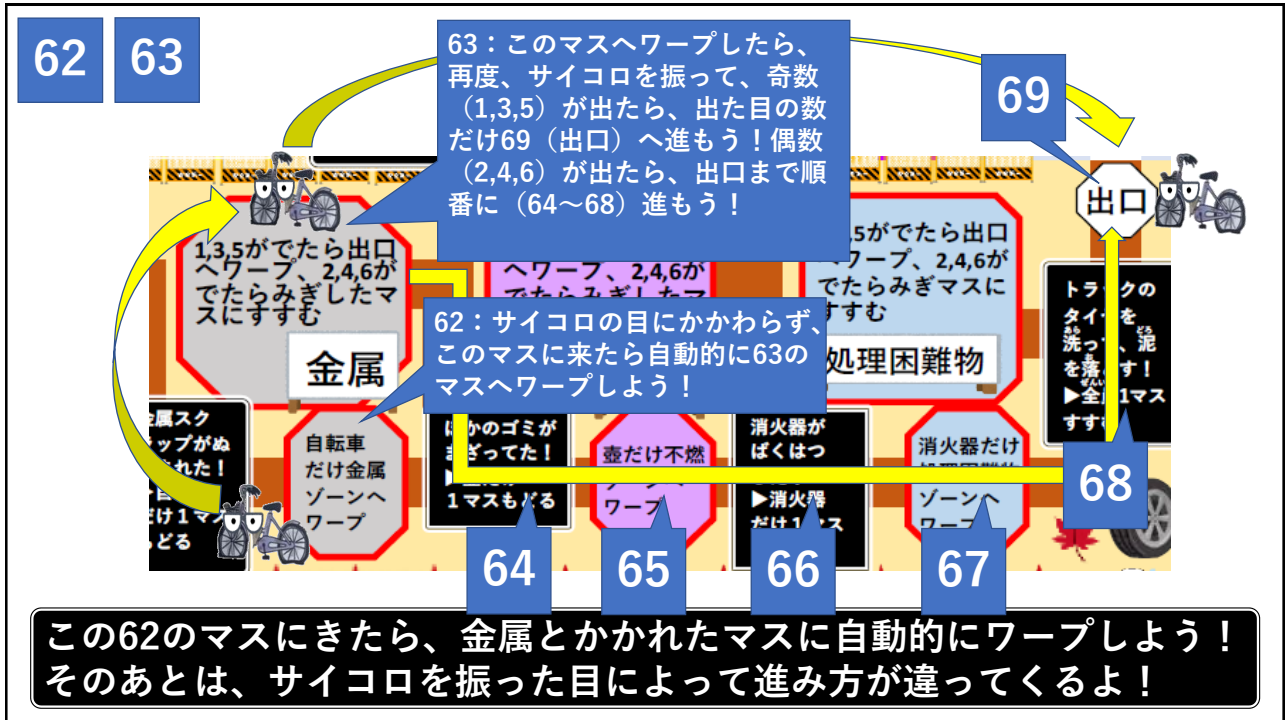 62 63
63：このマスへワープしたら、
再度、サイコロを振って、奇数
（1,3,5）が出たら、出た目の数
だけ69（出口）へ進もう！偶数
（2,4,6）が出たら、出口まで順
番に（64～68）進もう！
69
出口
1,3,5がでたら出口
へワープ、2,4,6が
でたらみぎしたマ
スにすすむ
金属
へワープ、2,4,6が
でたらみぎしたマ
,5がでたら出口
へワープ、2,4,6が
でたらみぎマスに
すすむ
処理困難物
トラックの
タイヤを
洗って、泥
を落とす！
▶全 1マス
すす
62：サイコロの目にかかわらず、
このマスに来たら自動的に63の
マスへワープしよう！
属スク
ップがぬ
れた！
だけ1マス
どる
自転車
だけ金属
ゾーンへ
ワープ
ほかのゴミが
ざってた！
1マスもどる
壺だけ不燃
ワープ
消火器が
ばくはつ
▶消火器
だけ1マス
消火器だけ
ゾーンへ
64
65
66
67
68
この62のマスにきたら、金属とかかれたマスに自動的にワープしよう！
そのあとは、サイコロを振った目によって進み方が違ってくるよ！